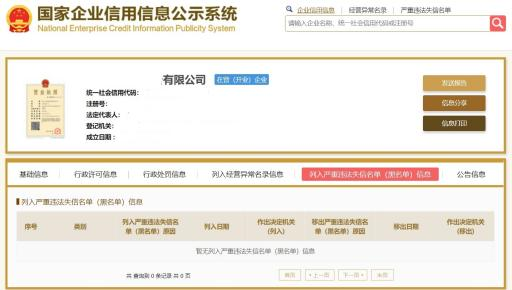 国家企业信用信息公示系统
National Enterprise Credit Information Publicity System
企业信用信息 | 经营异常名录 | 严重违法失信名单
请输入企业名称、统一社会信用代码或注册号
营业执照
有限公司 在营（开业）企业
统一社会信用代码：
注册号：
法定代表人：
登记机关：
成立日期：
发送报告
信息分享
信息打印
基础信息 | 行政许可信息 | 行政处罚信息 | 列入经营异常名录信息 | 列入严重违法失信名单（黑名单）信息 | 公告信息
列入严重违法失信名单（黑名单）信息
序号 类别 列入严重违法失信名单（黑名单）原因 列入日期 作出决定机关（列入） 移出严重违法失信名单（黑名单）原因 移出日期 作出决定机关（移出）
暂无列入严重违法失信名单（黑名单）信息
共 查询到 0 条记录 共 0 页 首页 上一页 下一页 末页